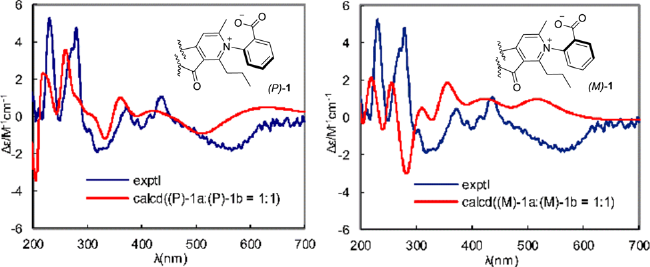 6
4
2
0
-2
-4
-6
Δε/M⁻¹cm⁻¹
200 300 400 500 600 700
λ(nm)
O
O⁻
N⁺
O
(P)-1
exptl
calcd((P)-1a:(P)-1b = 1:1)
6
4
2
0
-2
-4
-6
Δε/M⁻¹cm⁻¹
200 300 400 500 600 700
λ(nm)
O
O⁻
N⁺
O
(M)-1
exptl
calcd((M)-1a:(M)-1b = 1:1)